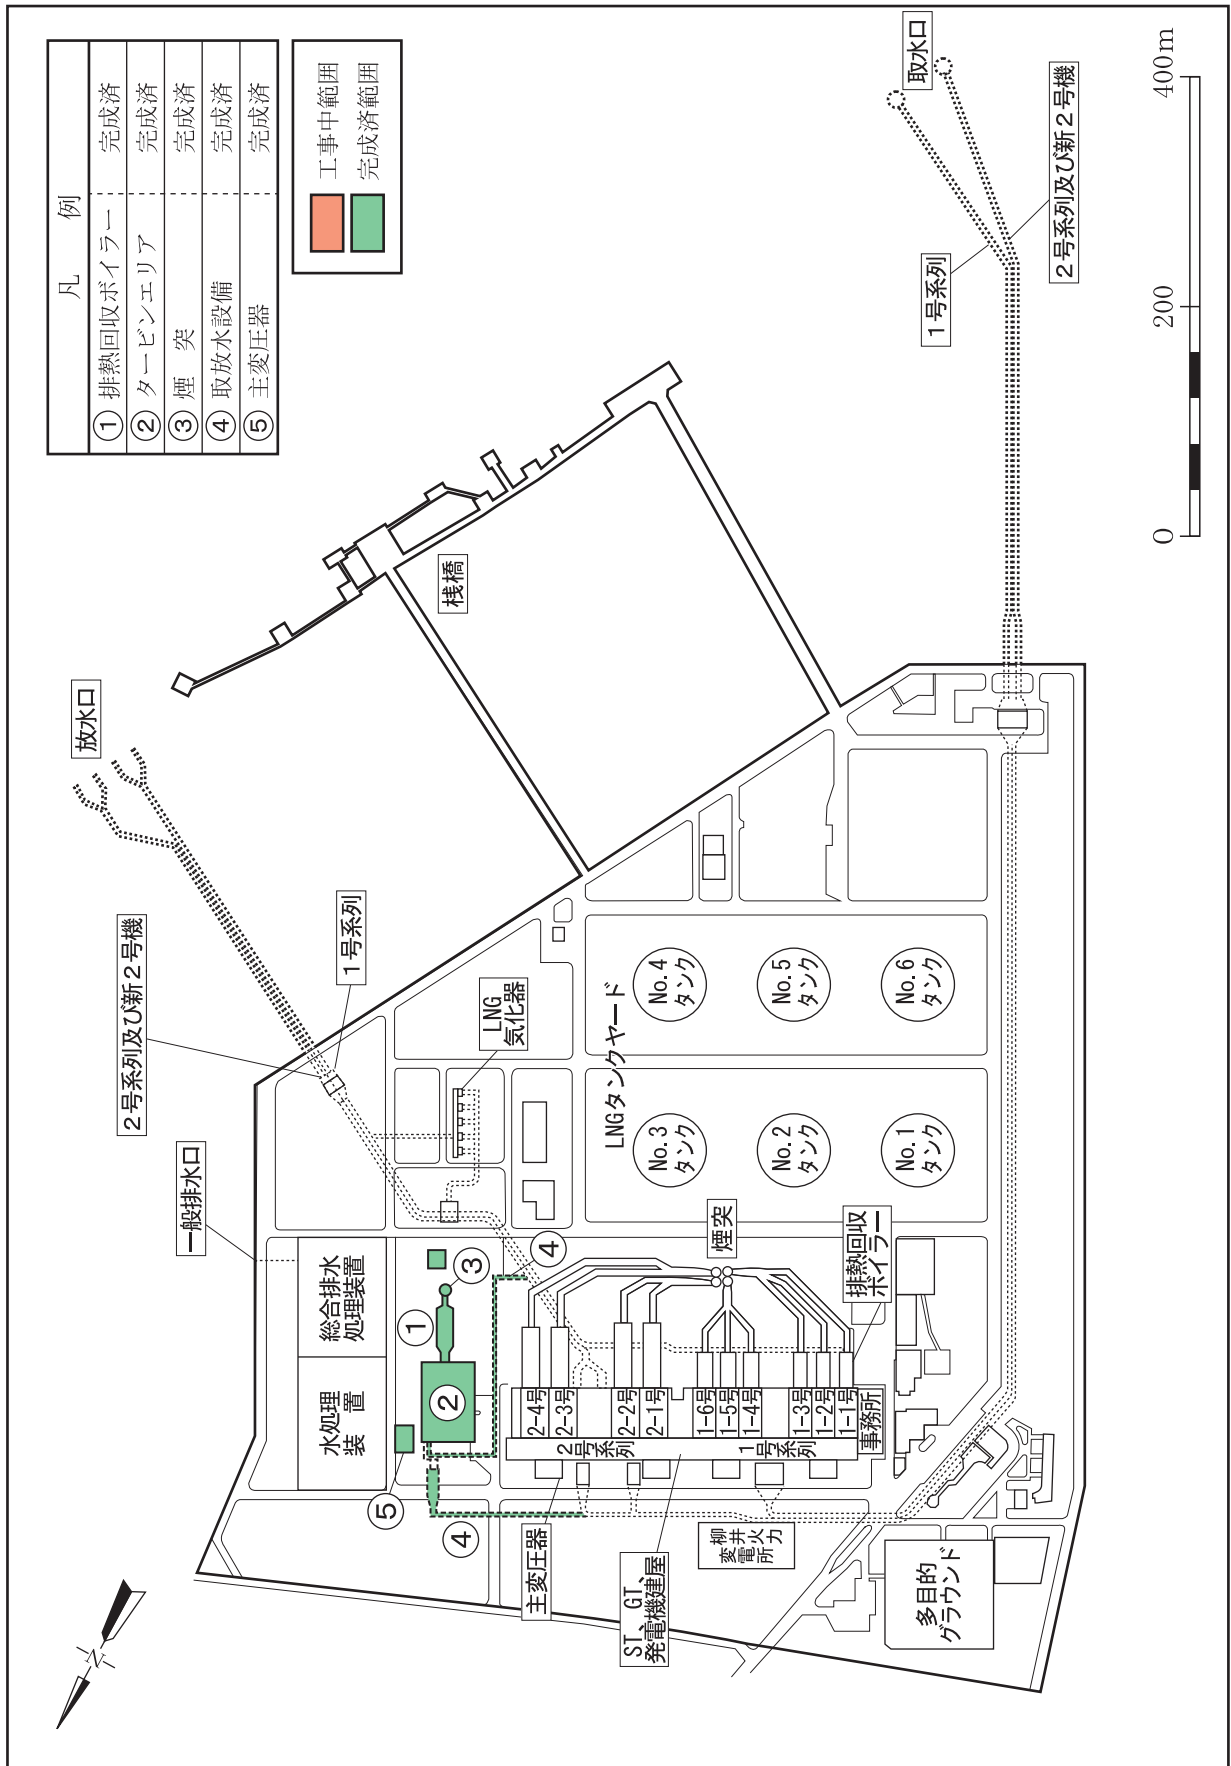 凡　例
① 排熱回収ボイラー 完成済
② タービンエリア 完成済
③ 煙　突 完成済
④ 取放水設備 完成済
⑤ 主変圧器 完成済
工事中範囲
完成済範囲
取水口
1号系列
2号系列及び新2号機
0 200 400m
桟橋
放水口
2号系列及び新2号機
1号系列
一般排水口
LNG
気化器
LNGタンクヤード
No.4
タンク
No.5
タンク
No.6
タンク
No.3
タンク
No.2
タンク
No.1
タンク
総合排水
処理装置
水処理
装　置
①
②
③
④
④
⑤
煙突
排熱回収
ボイラー
2-4号
2-3号
2-2号
2-1号
1-6号
1-5号
1-4号
1-3号
1-2号
1-1号
2号系列
1号系列
事務所
主変圧器
ST、GT、
発電機建屋
柳井火力
変電所
多目的
グラウンド
N